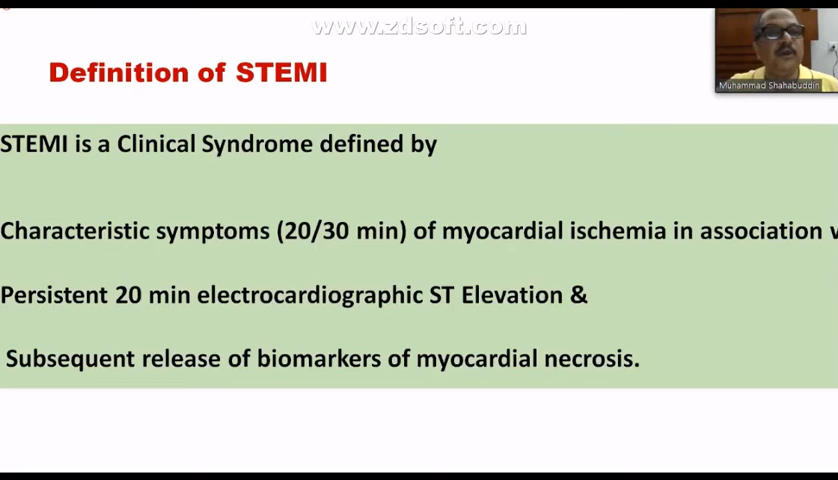 www.zdsoft.com
Definition of STEMI
Muhammad Shahabuddin
STEMI is a Clinical Syndrome defined by
Characteristic symptoms (20/30 min) of myocardial ischemia in association
Persistent 20 min electrocardiographic ST Elevation &
Subsequent release of biomarkers of myocardial necrosis.